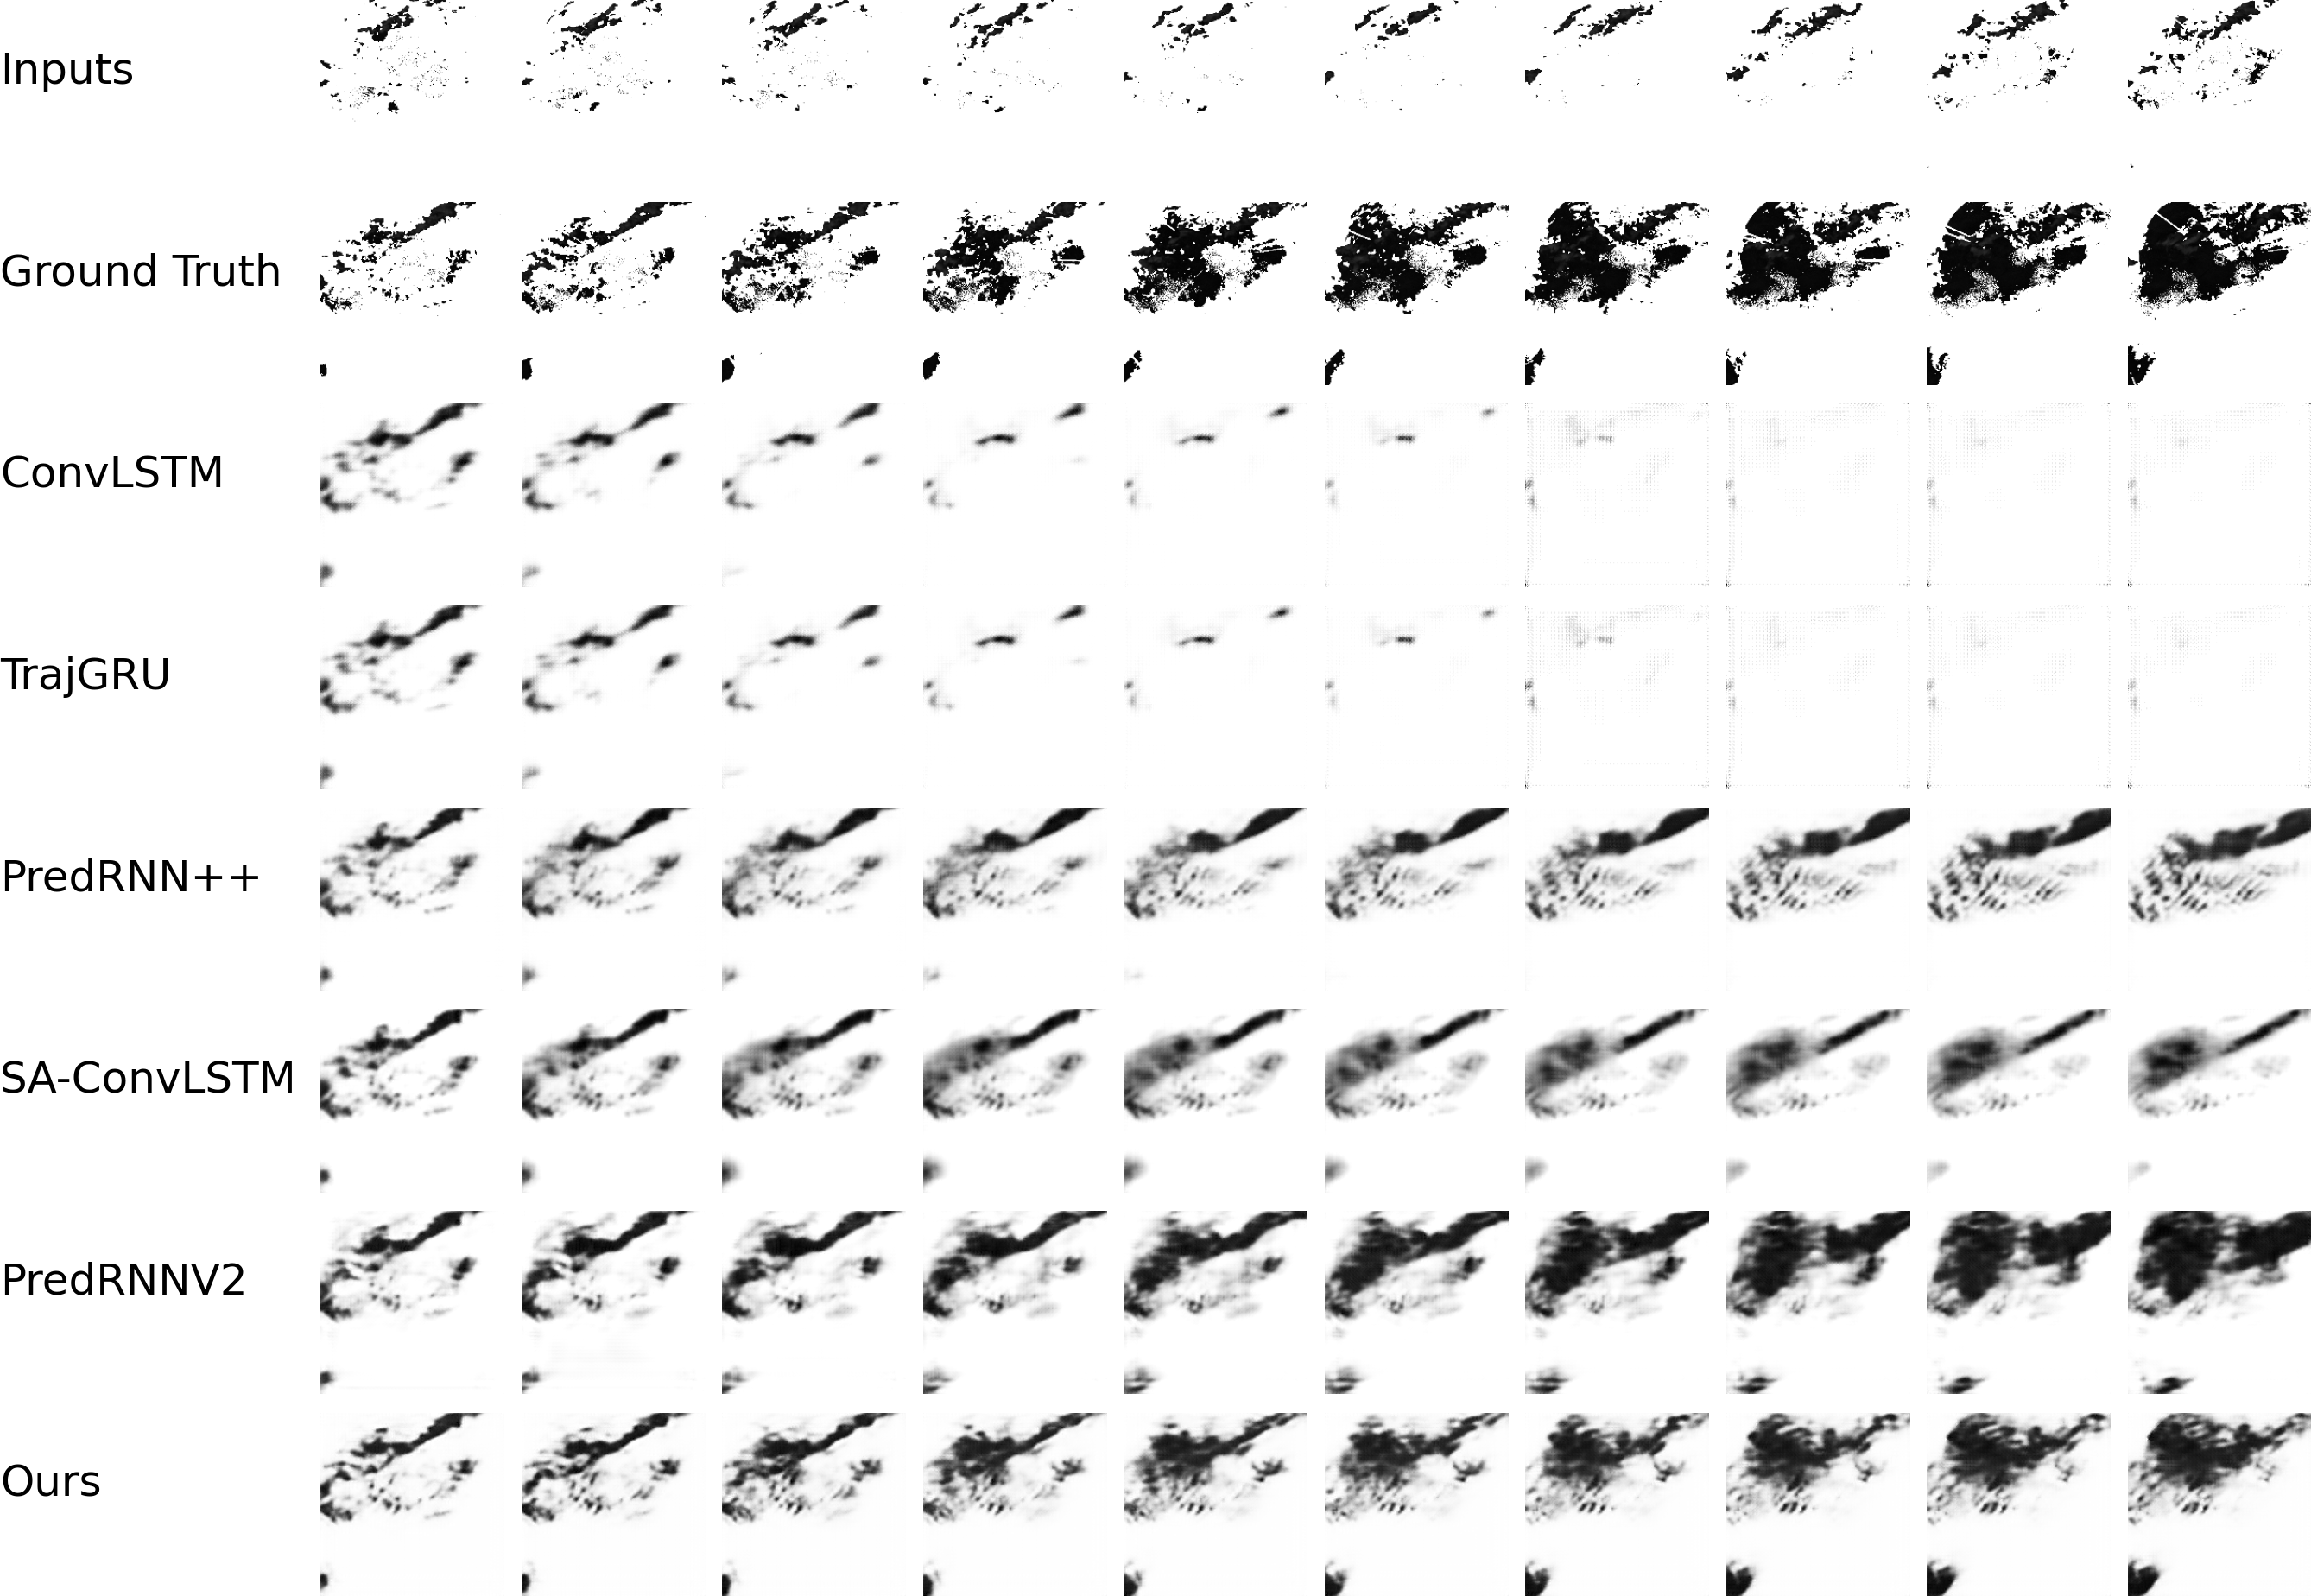 Inputs
Ground Truth
ConvLSTM
TrajGRU
PredRNN++
SA-ConvLSTM
PredRNNV2
Ours